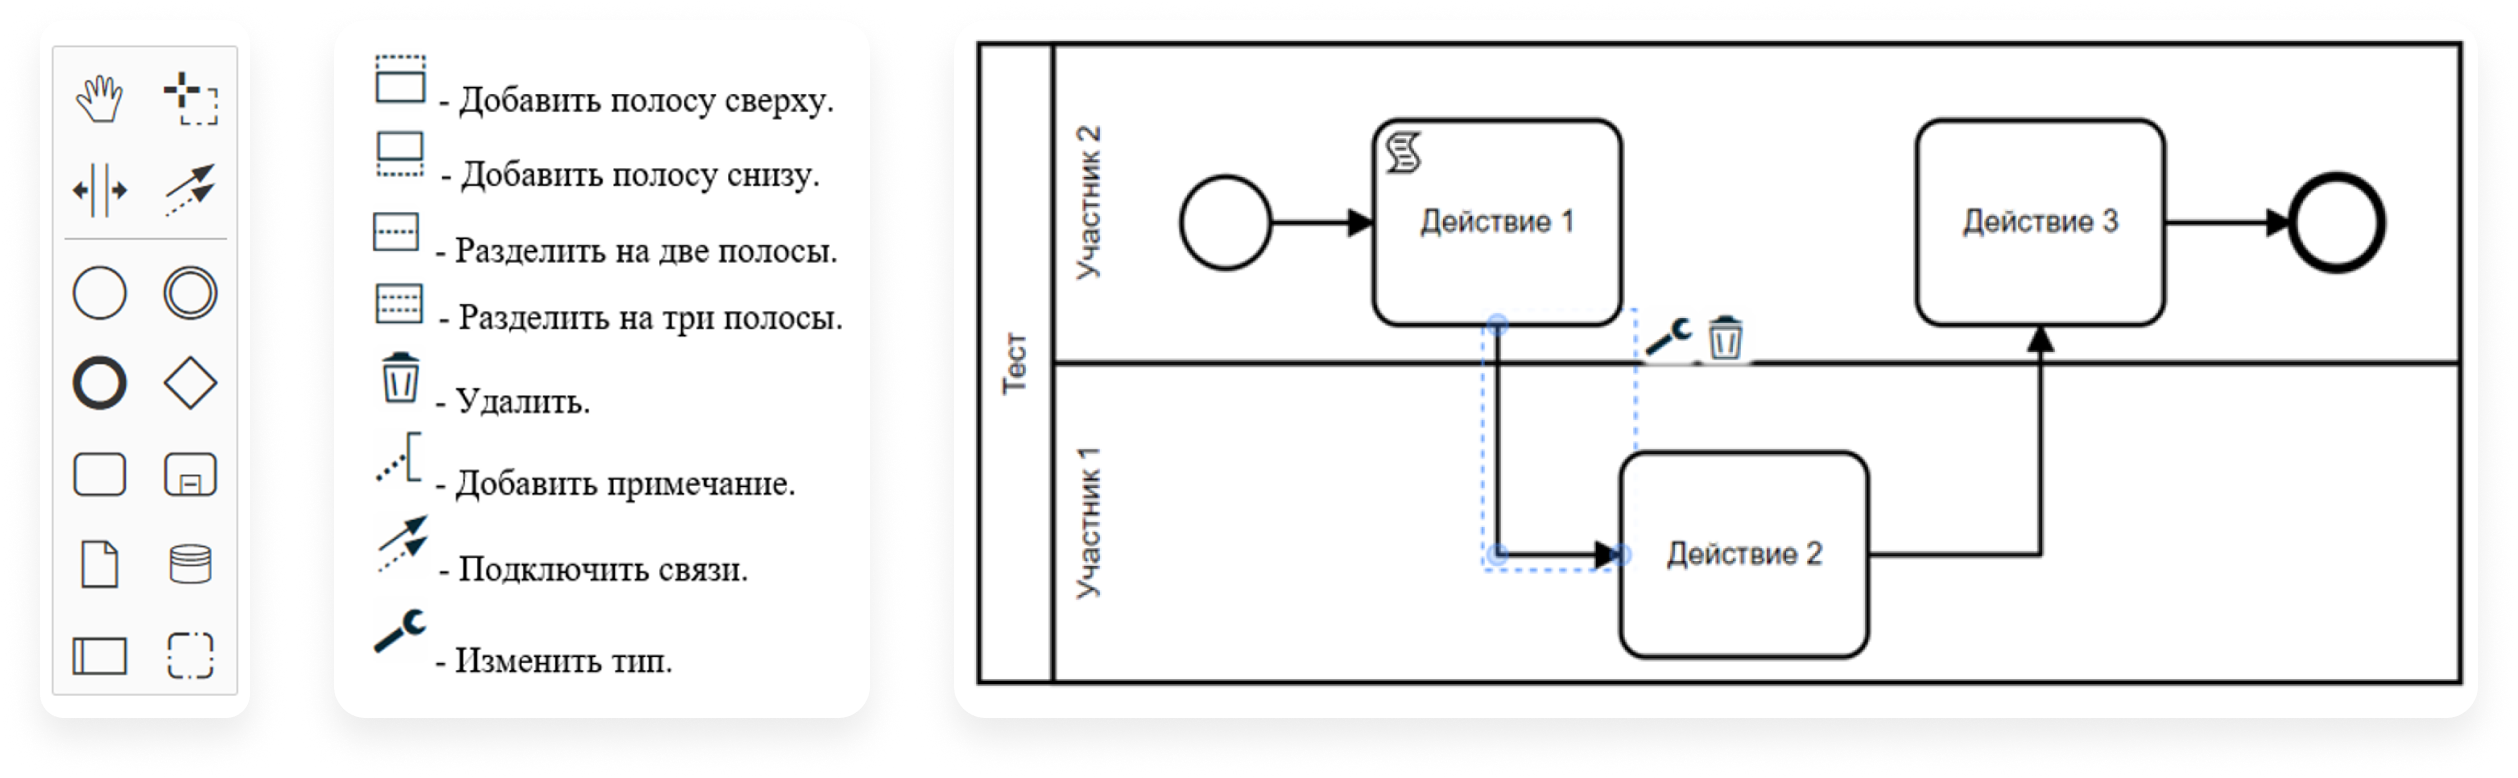 - Добавить полосу сверху.
- Добавить полосу снизу.
- Разделить на две полосы.
- Разделить на три полосы.
- Удалить.
- Добавить примечание.
- Подключить связи.
- Изменить тип.
Тест
Участник 2
Действие 1
Действие 3
Участник 1
Действие 2